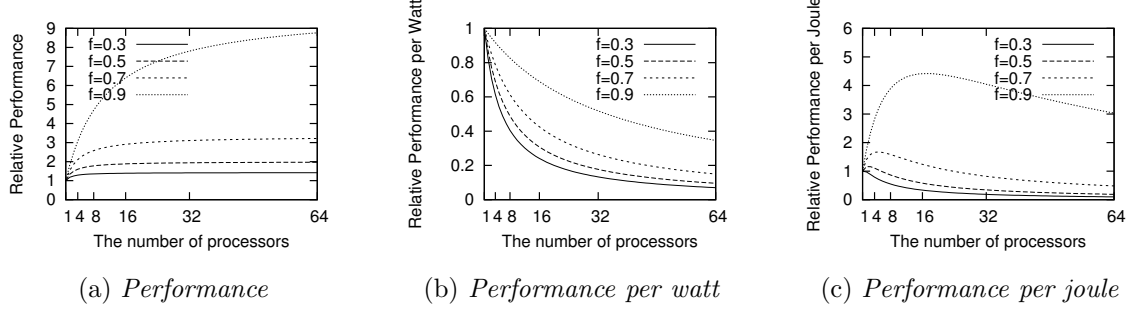 Relative Performance
9
8
7
6
5
4
3
2
1
0
f=0.3
f=0.5
f=0.7
f=0.9
1 4 8 16 32 64
The number of processors
(a) Performance
Relative Performance per Watt
1
0.8
0.6
0.4
0.2
0
f=0.3
f=0.5
f=0.7
f=0.9
1 4 8 16 32 64
The number of processors
(b) Performance per watt
Relative Performance per Joule
6
5
4
3
2
1
0
f=0.3
f=0.5
f=0.7
f=0.9
1 4 8 16 32 64
The number of processors
(c) Performance per joule